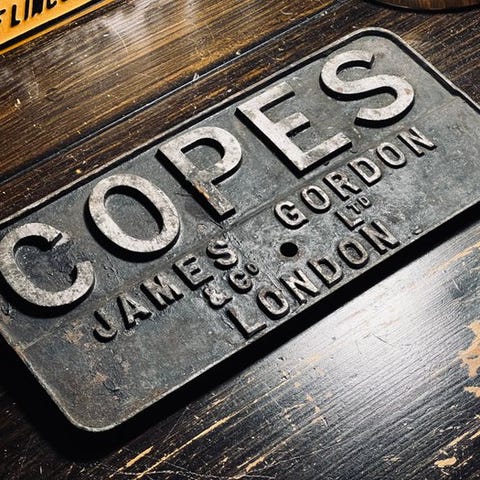 COPES
JAMES GORDON
& Co LTD
LONDON